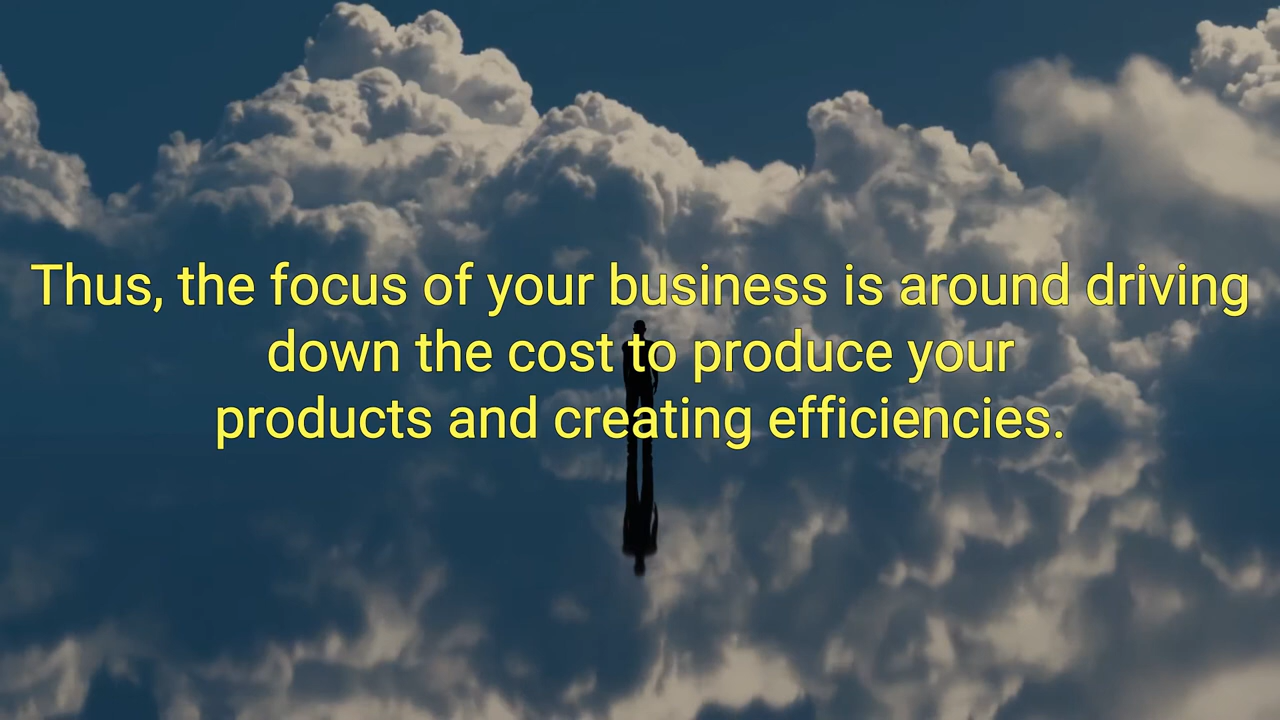 Thus, the focus of your business is around driving
down the cost to produce your
products and creating efficiencies.